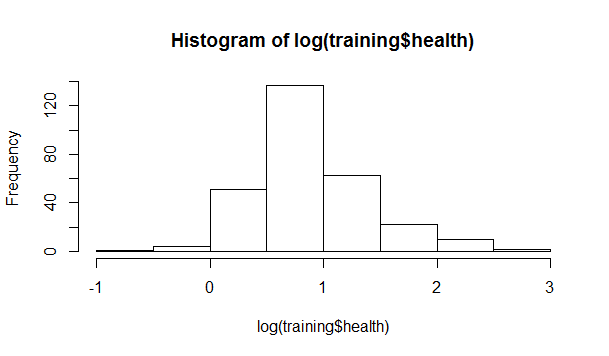 Histogram of log(training$health)
Frequency
120
80
40
0
-1 0 1 2 3
log(training$health)